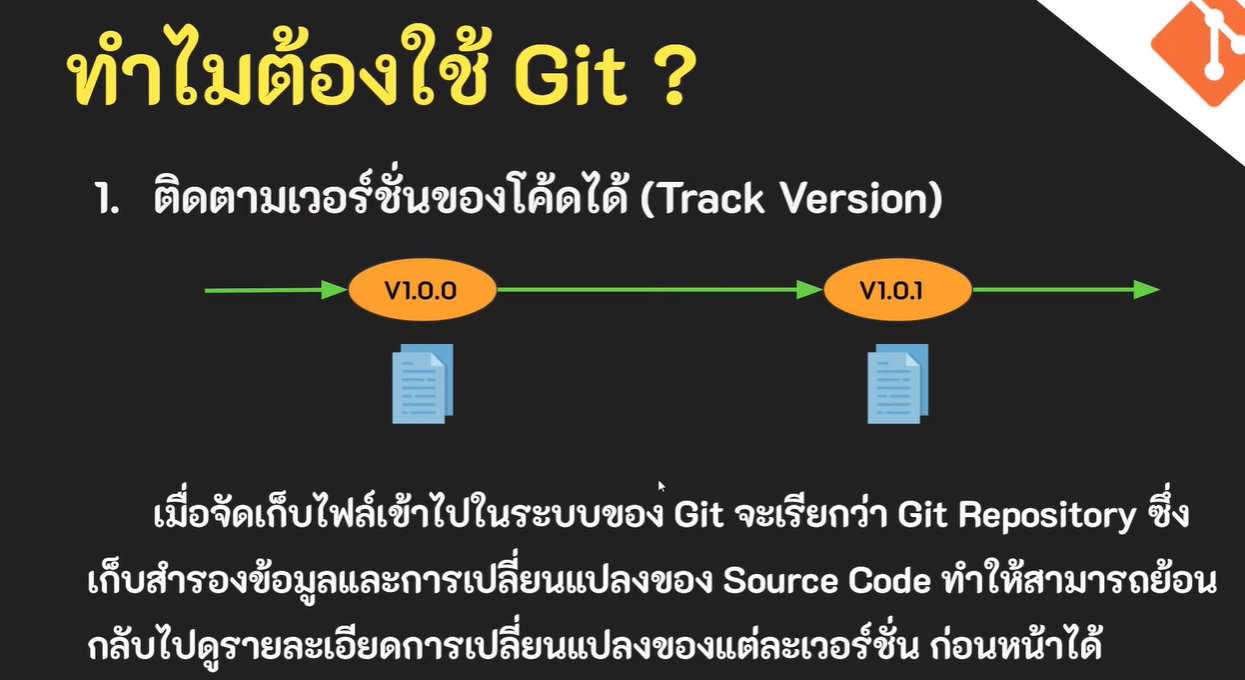 ทำไมต้องใช้ Git ?
1. ติดตามเวอร์ชั่นของโค้ดได้ (Track Version)
V1.0.0
V1.0.1
เมื่อจัดเก็บไฟล์เข้าไปในระบบของ Git จะเรียกว่า Git Repository ซึ่ง
เก็บสำรองข้อมูลและการเปลี่ยนแปลงของ Source Code ทำให้สามารถย้อน
กลับไปดูรายละเอียดการเปลี่ยนแปลงของแต่ละเวอร์ชั่น ก่อนหน้าได้